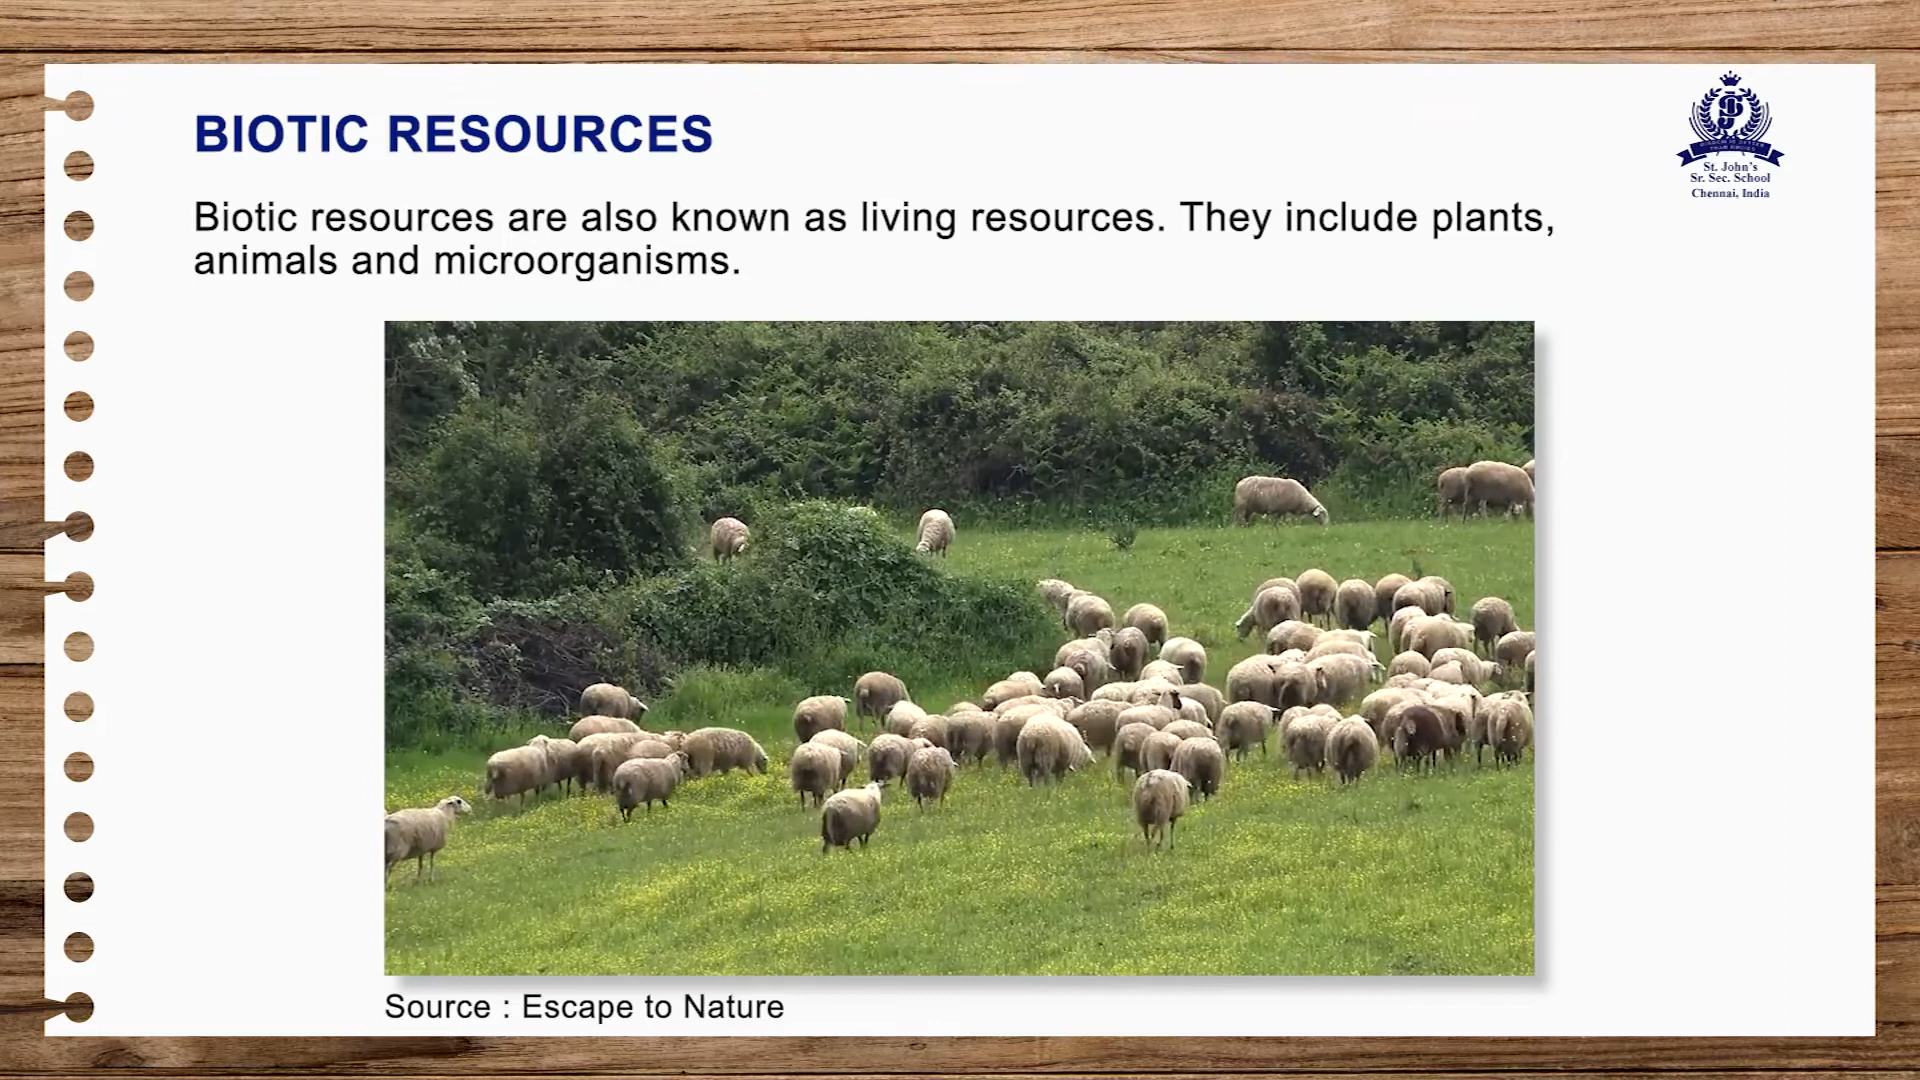 BIOTIC RESOURCES
Biotic resources are also known as living resources. They include plants,
animals and microorganisms.
St. John's
Sr. Sec. School
Chennai, India
Source : Escape to Nature